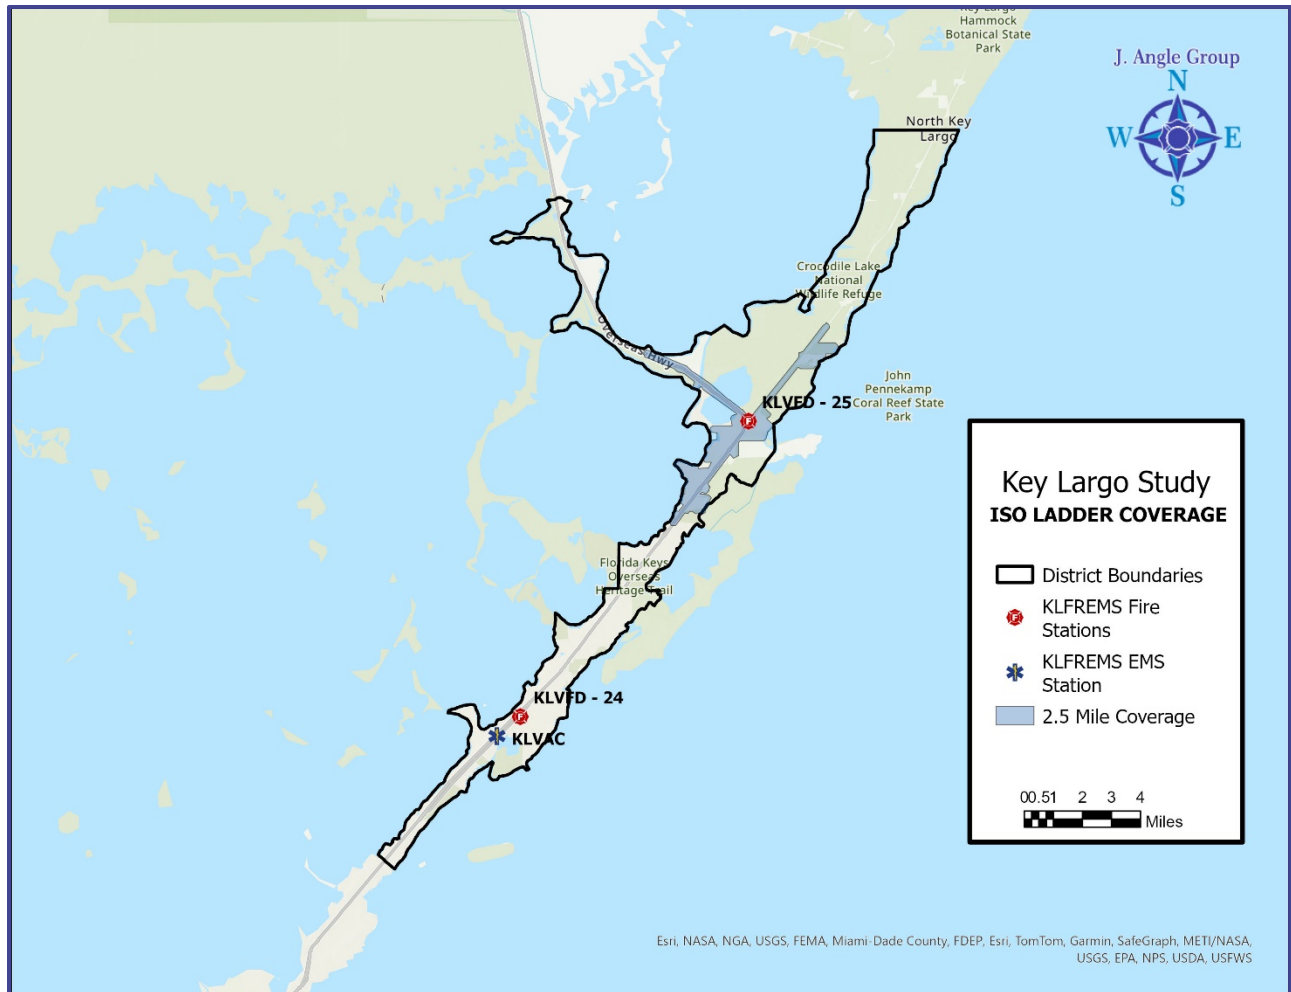 Key Largo
Hammock
Botanical State
Park
J. Angle Group
N
W
E
S
North Key
Largo
Crocodile Lake
National
Wildlife Refuge
Overseas Hwy
John
Pennekamp
Coral Reef State
Park
KLVFD - 25
Florida Keys
Overseas
Heritage Trail
KLVFD - 24
KLVAC
Key Largo Study
ISO LADDER COVERAGE
District Boundaries
KLFREMS Fire
Stations
KLFREMS EMS
Station
2.5 Mile Coverage
00.51 2 3 4
Miles
Esri, NASA, NGA, USGS, FEMA, Miami-Dade County, FDEP, Esri, TomTom, Garmin, SafeGraph, METI/NASA,
USGS, EPA, NPS, USDA, USFWS